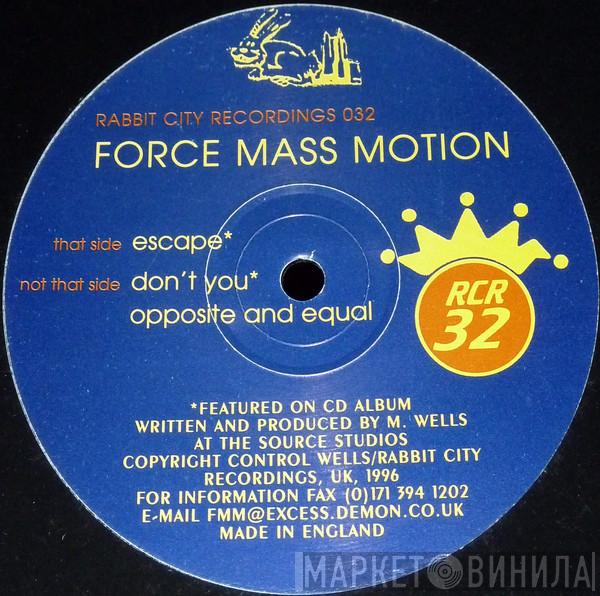 RABBIT CITY RECORDINGS 032
FORCE MASS MOTION
that side escape*
not that side don't you*
opposite and equal
RCR
32
*FEATURED ON CD ALBUM
WRITTEN AND PRODUCED BY M. WELLS
AT THE SOURCE STUDIOS
COPYRIGHT CONTROL WELLS/RABBIT CITY
RECORDINGS, UK, 1996
FOR INFORMATION FAX (0)171 394 1202
E-MAIL FMM@EXCESS.DEMON.CO.UK
MADE IN ENGLAND
МАРКЕТ ВИНИЛА